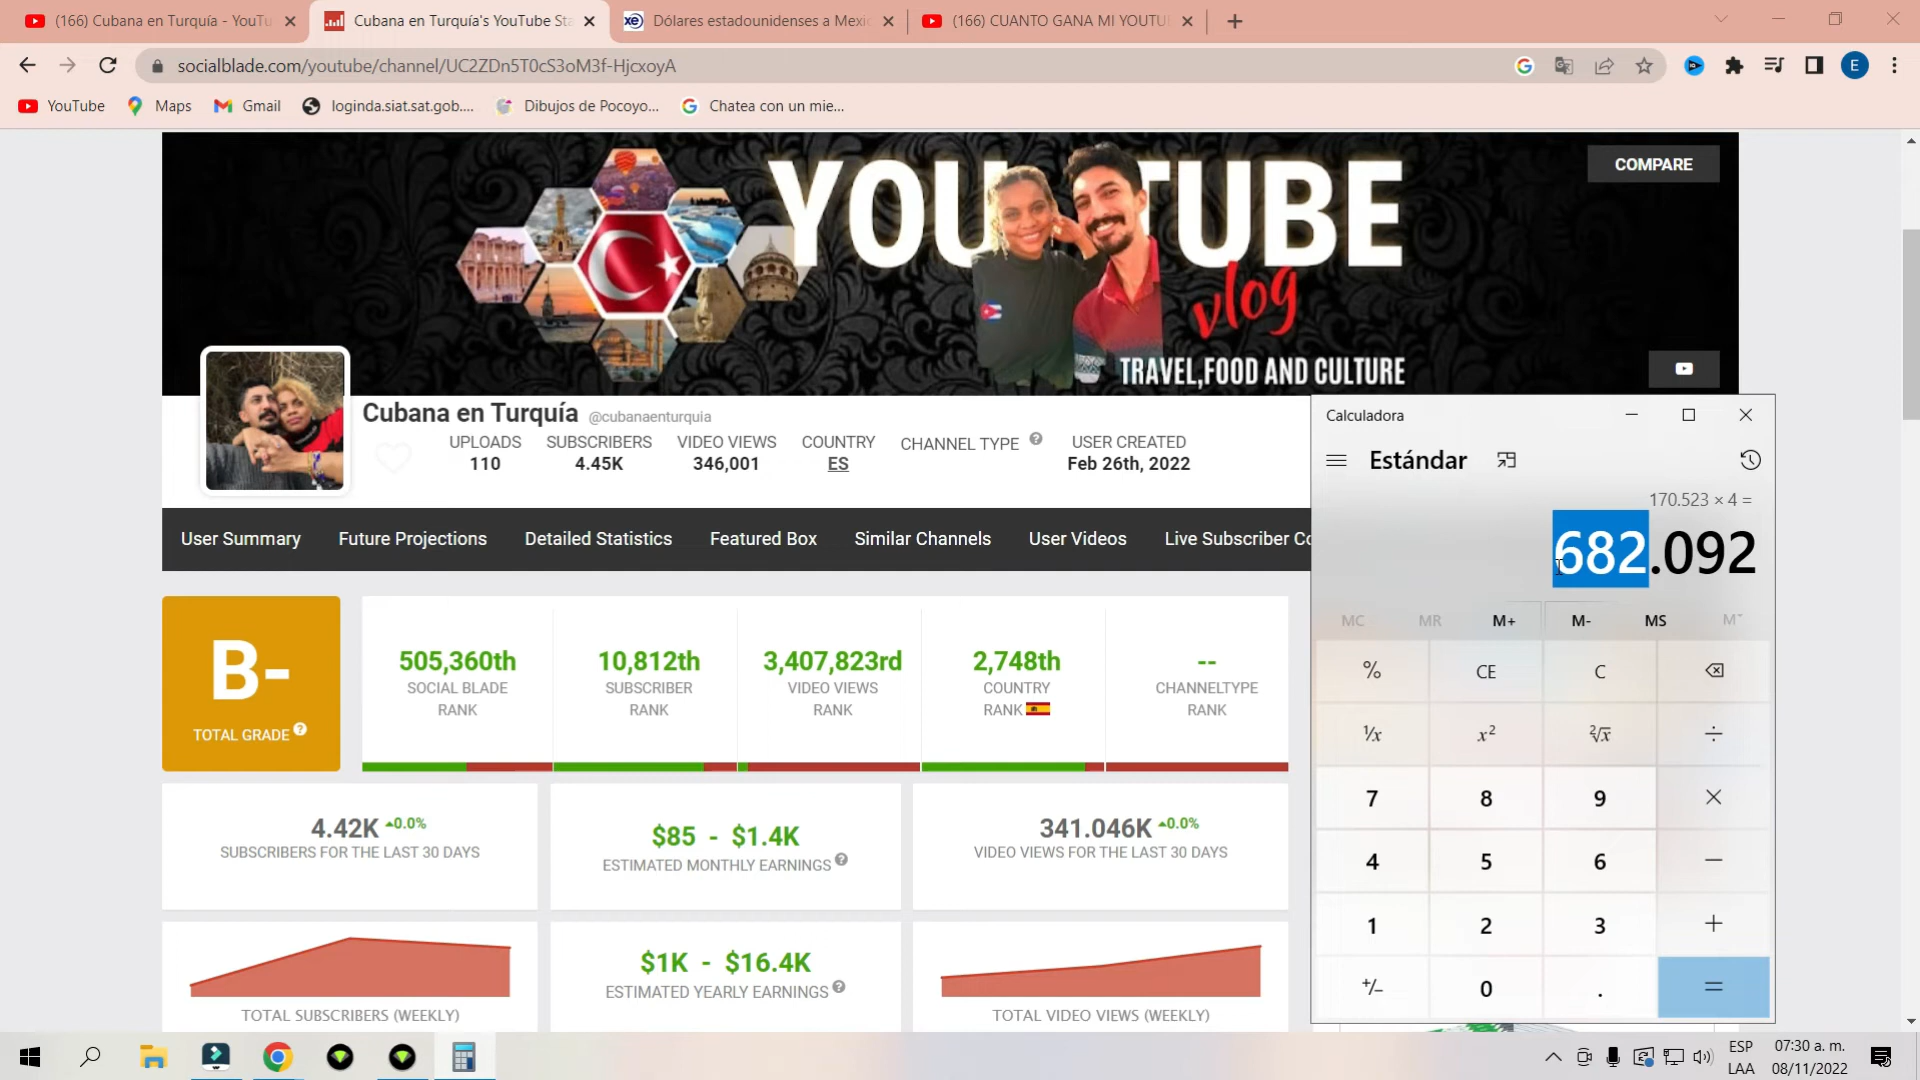 (166) Cubana en Turquía - YouTu
Cubana en Turquía's YouTube Sta
xe Dólares estadounidenses a Mexic
(166) CUANTO GANA MI YOUTU
socialblade.com/youtube/channel/UC2ZDn5T0cS3oM3f-HjcxoyA
E
YouTube
Maps
Gmail
loginda.siat.sat.gob....
Dibujos de Pocoyo...
Chatea con un mie...
YOUTUBE
vlog
TRAVEL,FOOD AND CULTURE
COMPARE
Cubana en Turquía @cubanaenturquia
UPLOADS
110
SUBSCRIBERS
4.45K
VIDEO VIEWS
346,001
COUNTRY
ES
CHANNEL TYPE
USER CREATED
Feb 26th, 2022
User Summary
Future Projections
Detailed Statistics
Featured Box
Similar Channels
User Videos
Live Subscriber Co
B-
TOTAL GRADE
505,360th
SOCIAL BLADE
RANK
10,812th
SUBSCRIBER
RANK
3,407,823rd
VIDEO VIEWS
RANK
2,748th
COUNTRY
RANK
--
CHANNELTYPE
RANK
4.42K 0.0%
SUBSCRIBERS FOR THE LAST 30 DAYS
$85 - $1.4K
ESTIMATED MONTHLY EARNINGS
341.046K 0.0%
VIDEO VIEWS FOR THE LAST 30 DAYS
TOTAL SUBSCRIBERS (WEEKLY)
$1K - $16.4K
ESTIMATED YEARLY EARNINGS
TOTAL VIDEO VIEWS (WEEKLY)
Calculadora
Estándar
170.523 × 4 =
682.092
MC MR M+ M- MS M˅
% CE C
¹/x x² ²√x ÷
7 8 9 ×
4 5 6 −
1 2 3 +
+/− 0 . =
ESP
LAA
07:30 a. m.
08/11/2022